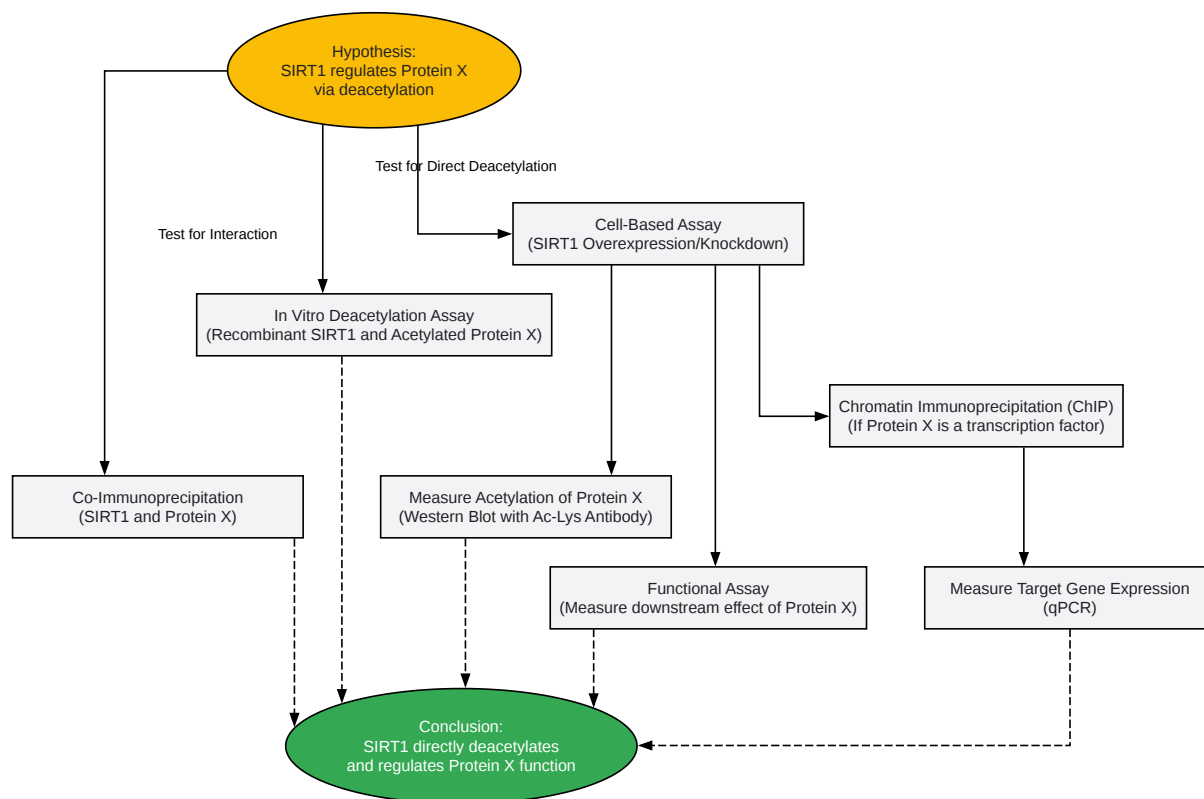 Hypothesis:
SIRT1 regulates Protein X
via deacetylation
Test for Direct Deacetylation
Test for Interaction
Cell-Based Assay
(SIRT1 Overexpression/Knockdown)
In Vitro Deacetylation Assay
(Recombinant SIRT1 and Acetylated Protein X)
Chromatin Immunoprecipitation (ChIP)
(If Protein X is a transcription factor)
Co-Immunoprecipitation
(SIRT1 and Protein X)
Measure Acetylation of Protein X
(Western Blot with Ac-Lys Antibody)
Functional Assay
(Measure downstream effect of Protein X)
Measure Target Gene Expression
(qPCR)
Conclusion:
SIRT1 directly deacetylates
and regulates Protein X function